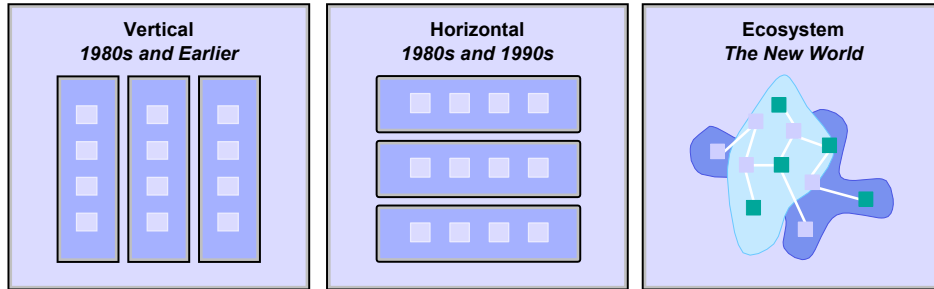 Vertical
1980s and Earlier
Horizontal
1980s and 1990s
Ecosystem
The New World